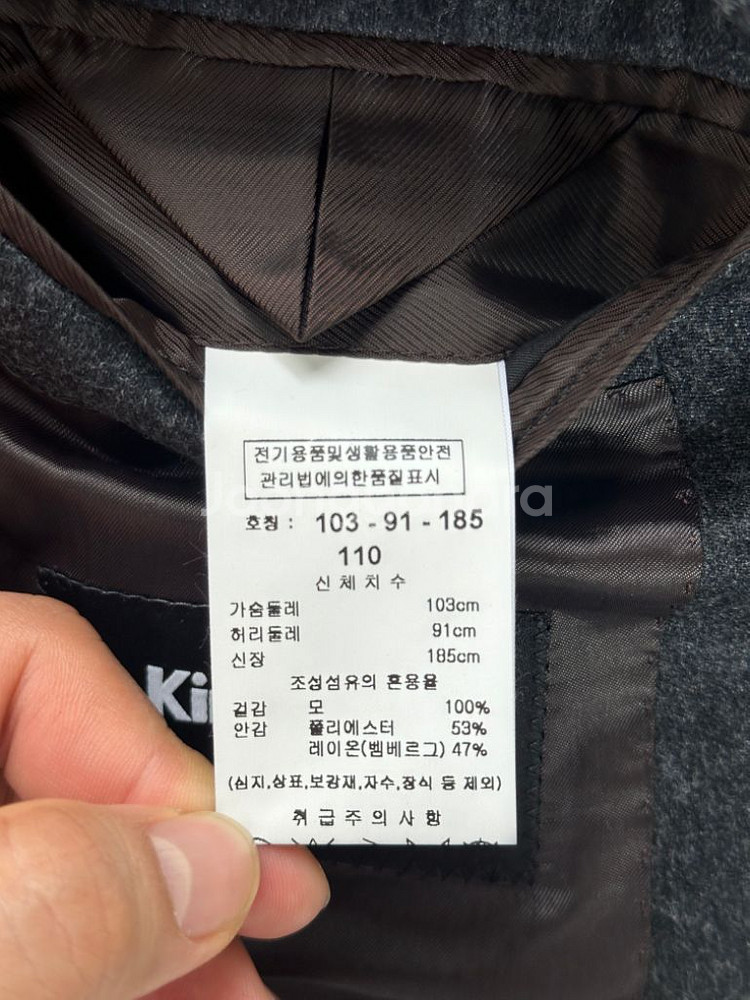 전기용품및생활용품안전
관리법에의한품질표시
호칭 : 103 - 91 - 185
110
신 체 치 수
가슴둘레 103cm
허리둘레 91cm
신장 185cm
조성섬유의 혼용율
겉감 모 100%
안감 폴리에스터 53%
레이온(벰베르그) 47%
(심지,상표,보강재,자수,장식 등 제외)
취 급 주 의 사 항